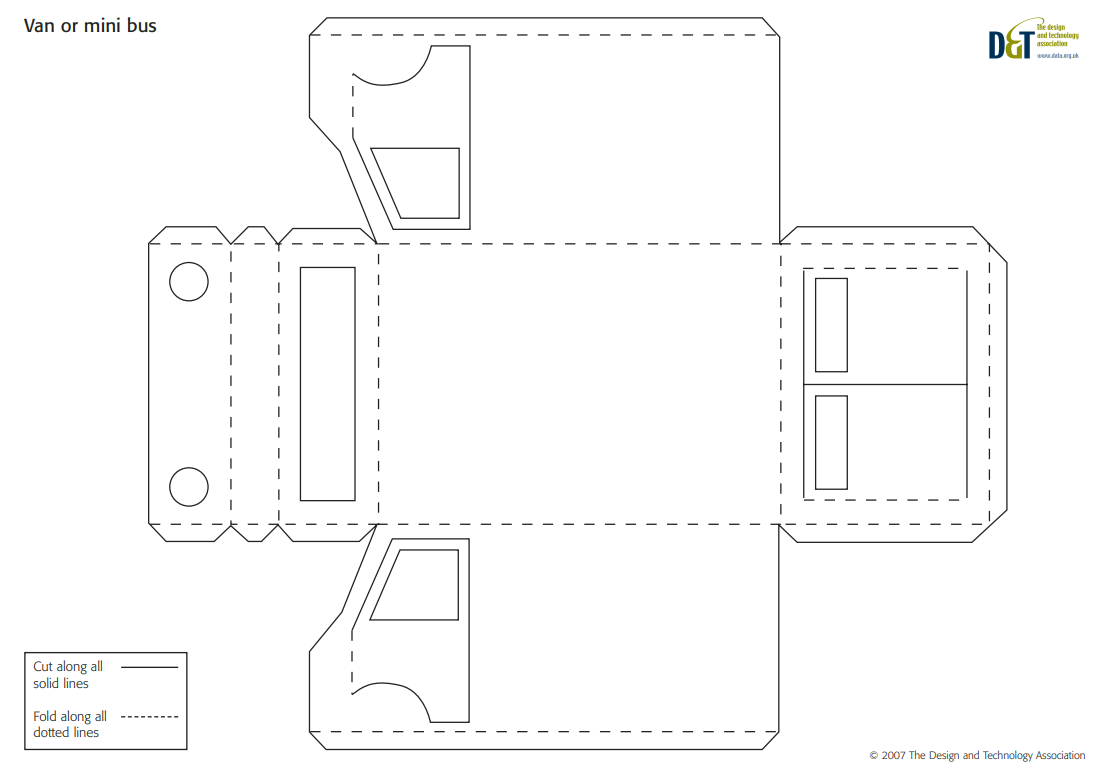 Van or mini bus
D&T
The design
and technology
association
www.data.org.uk
Cut along all
solid lines
Fold along all
dotted lines
© 2007 The Design and Technology Association